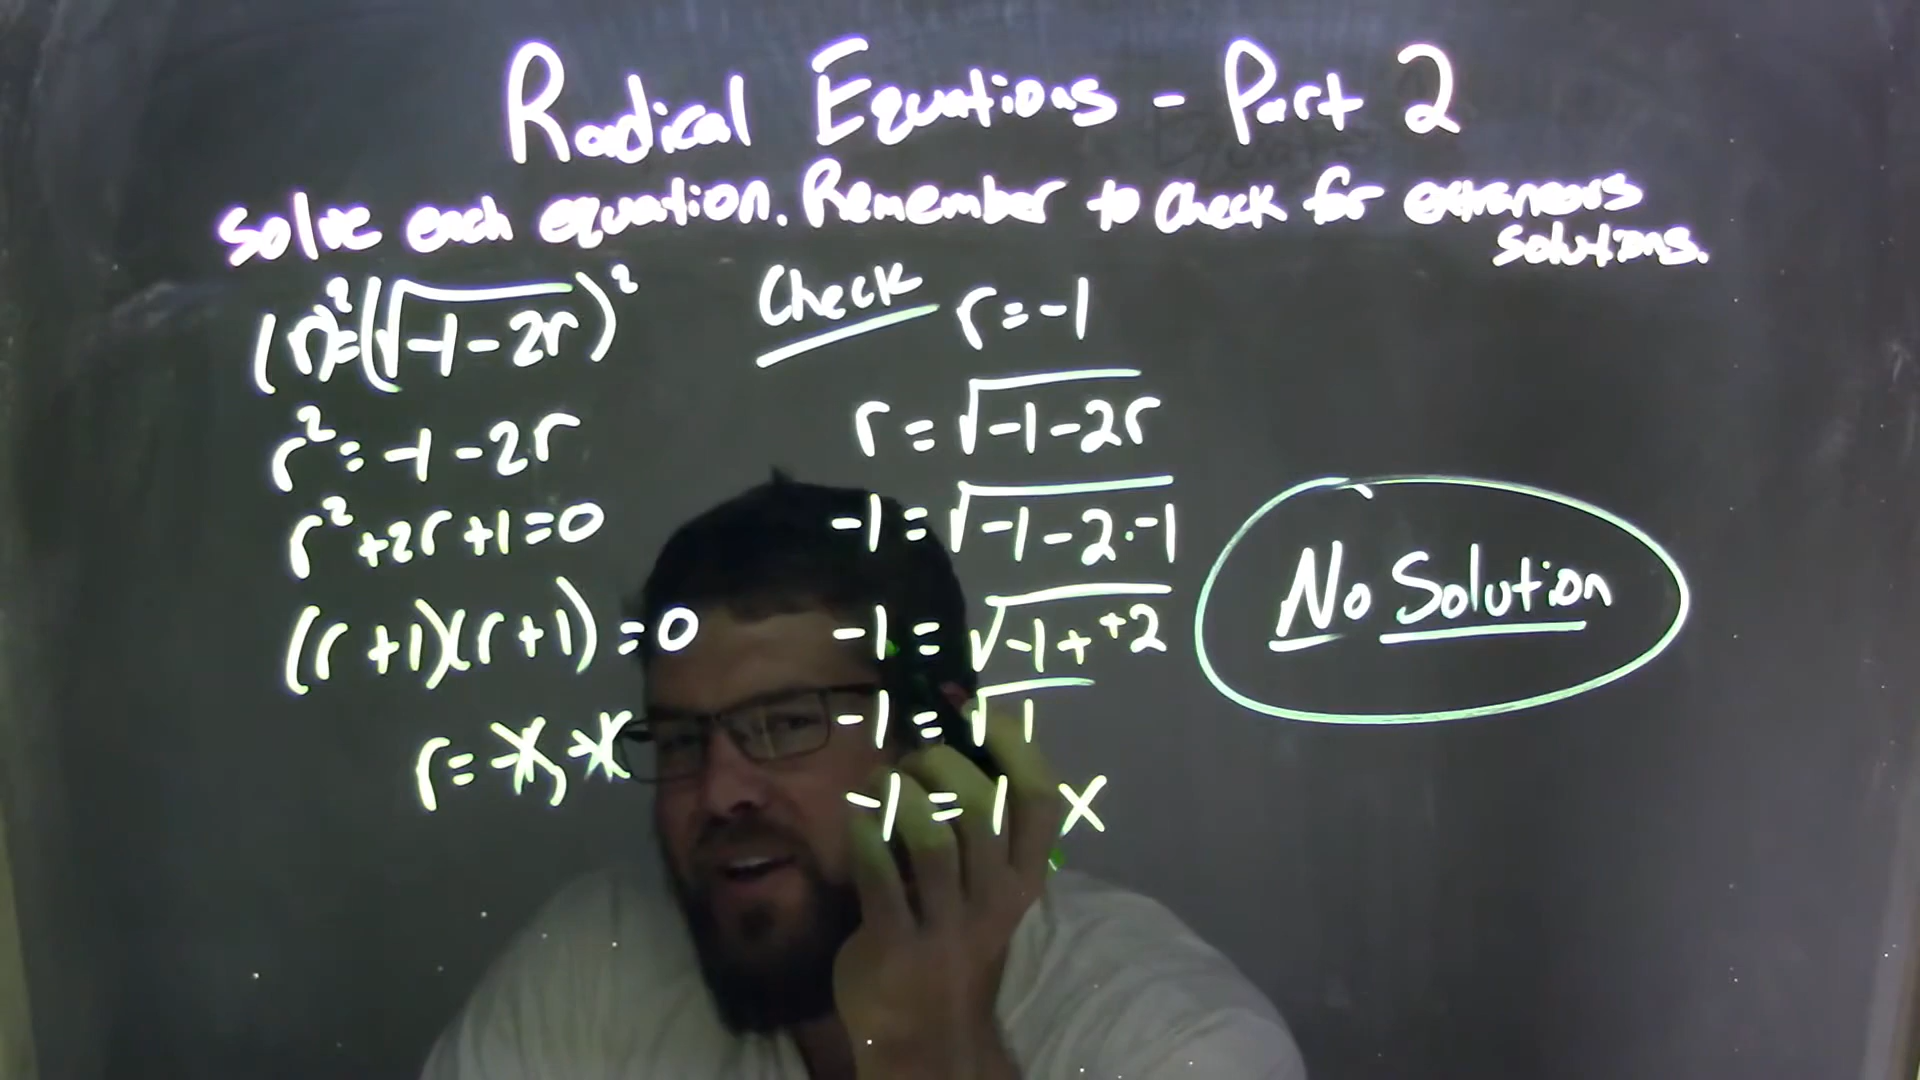 Radical Equations - Part 2
Solve each equation. Remember to check for extraneous
solutions.
(r)²=(√-1-2r)²
r²=-1-2r
r²+2r+1=0
(r+1)(r+1)=0
r=-1,-1
Check r=-1
r=√-1-2r
-1=√-1-2·-1
-1=√-1++2
-1=√1
-1=1 X
No Solution